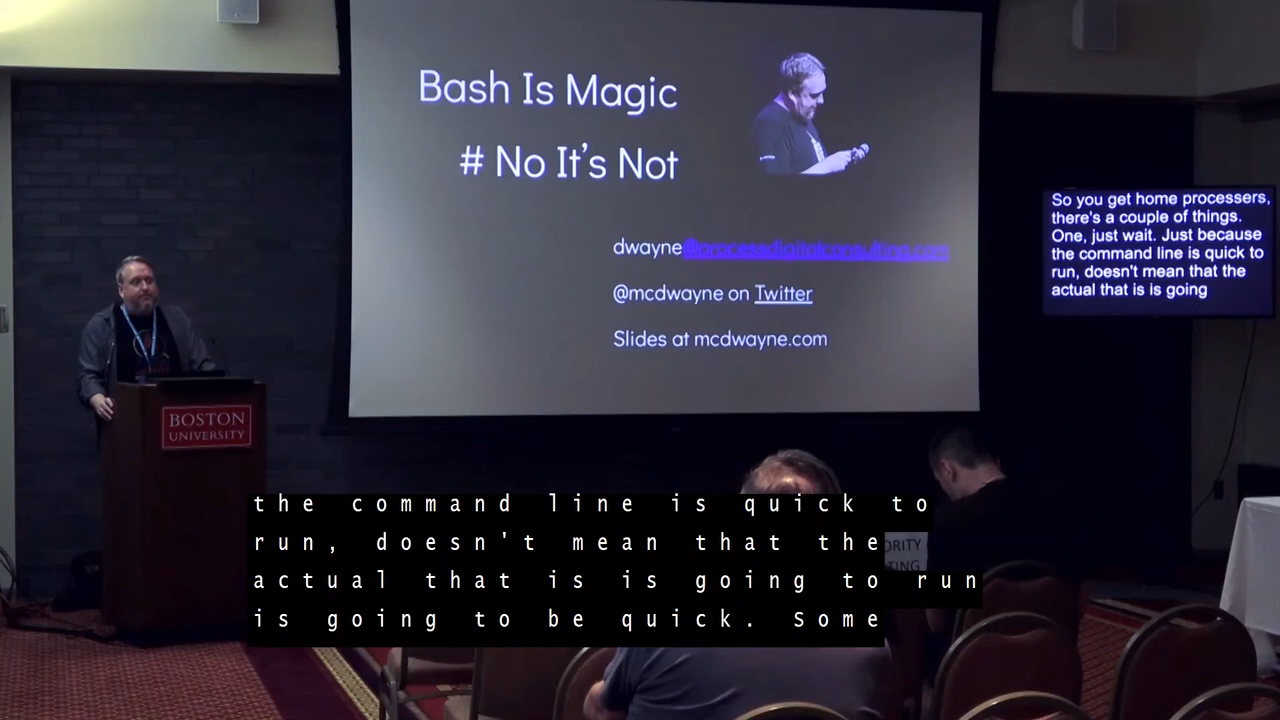 Bash Is Magic
# No It's Not
dwayne@processdigitalconsulting.com
@mcdwayne on Twitter
Slides at mcdwayne.com
So you get home processers,
there's a couple of things.
One, just wait. Just because
the command line is quick to
run, doesn't mean that the
actual that is is going
BOSTON
UNIVERSITY
the command line is quick to
run, doesn't mean that the
actual that is is going to run
is going to be quick. Some